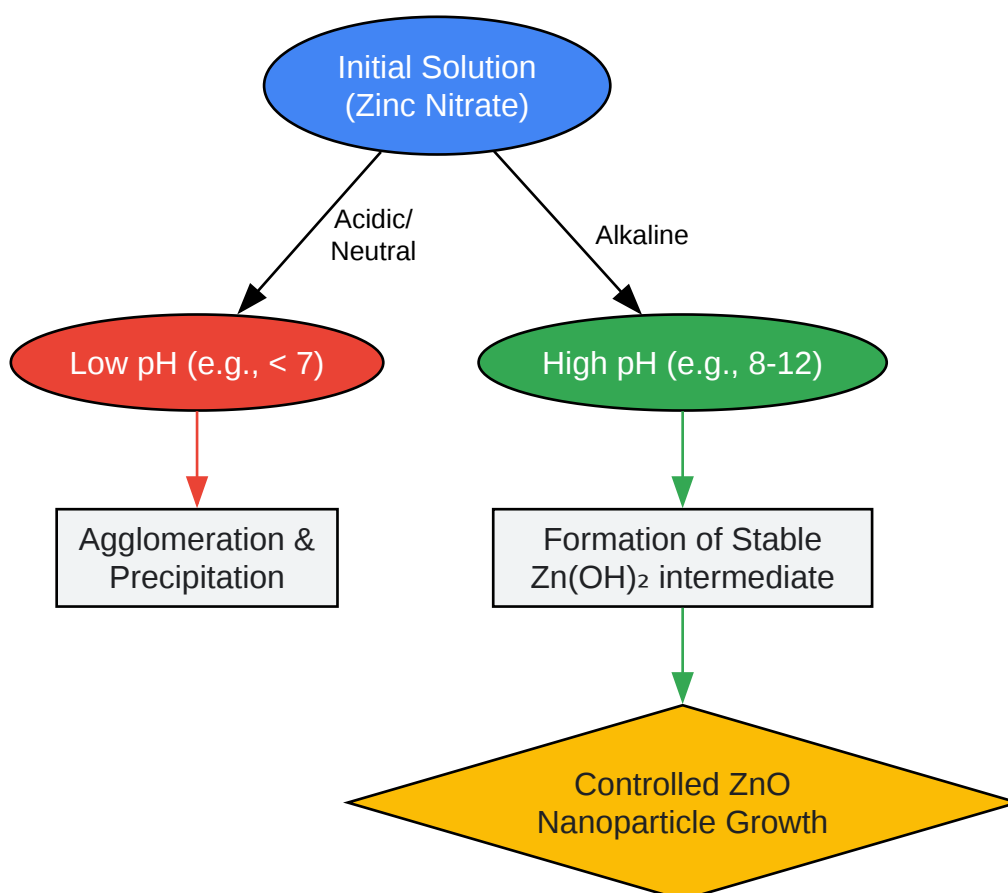 Initial Solution
(Zinc Nitrate)
Acidic/
Neutral
Alkaline
Low pH (e.g., < 7)
High pH (e.g., 8-12)
Agglomeration &
Precipitation
Formation of Stable
Zn(OH)₂ intermediate
Controlled ZnO
Nanoparticle Growth